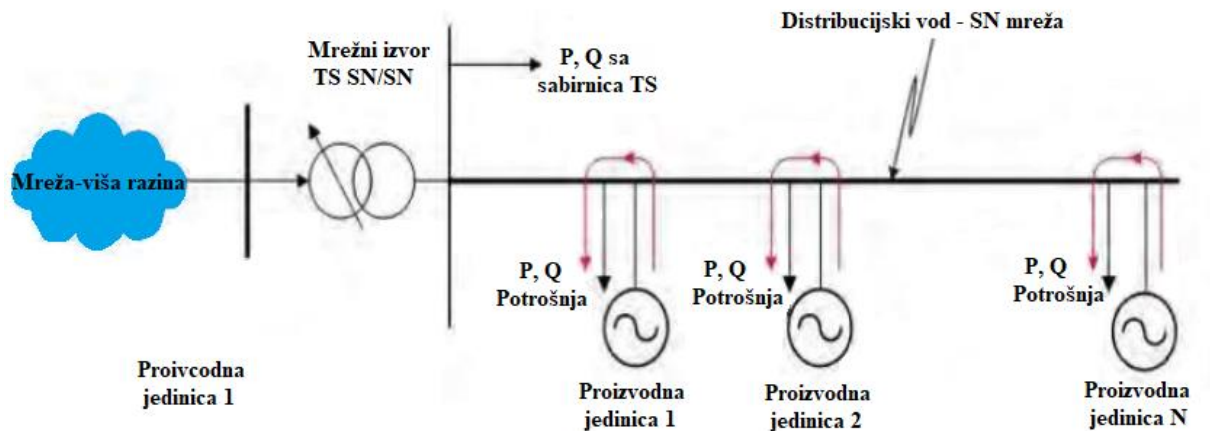 Distribucijski vod - SN mreža
Mrežni izvor
TS SN/SN
P, Q sa
sabirnica TS
Mreža-viša razina
P, Q
Potrošnja
P, Q
Potrošnja
P, Q
Potrošnja
Proivcodna
jedinica 1
Proizvodna
jedinica 1
Proizvodna
jedinica 2
Proizvodna
jedinica N